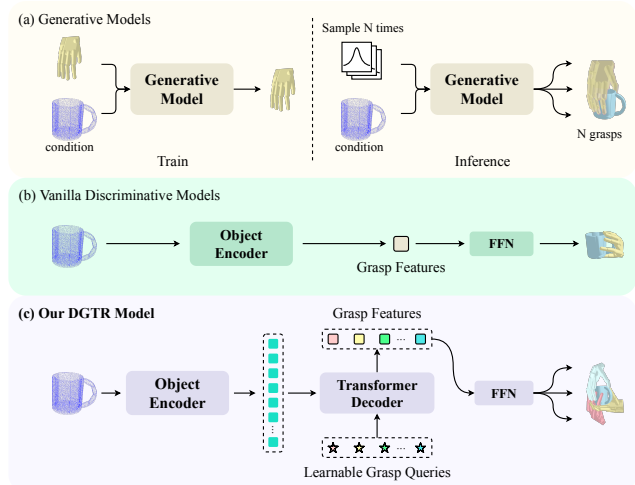 (a) Generative Models
Sample N times
Generative
Model
Generative
Model
condition
condition
N grasps
Train
Inference
(b) Vanilla Discriminative Models
Object
Encoder
FFN
Grasp Features
(c) Our DGTR Model
Grasp Features
...
Object
Encoder
Transformer
Decoder
FFN
...
...
Learnable Grasp Queries